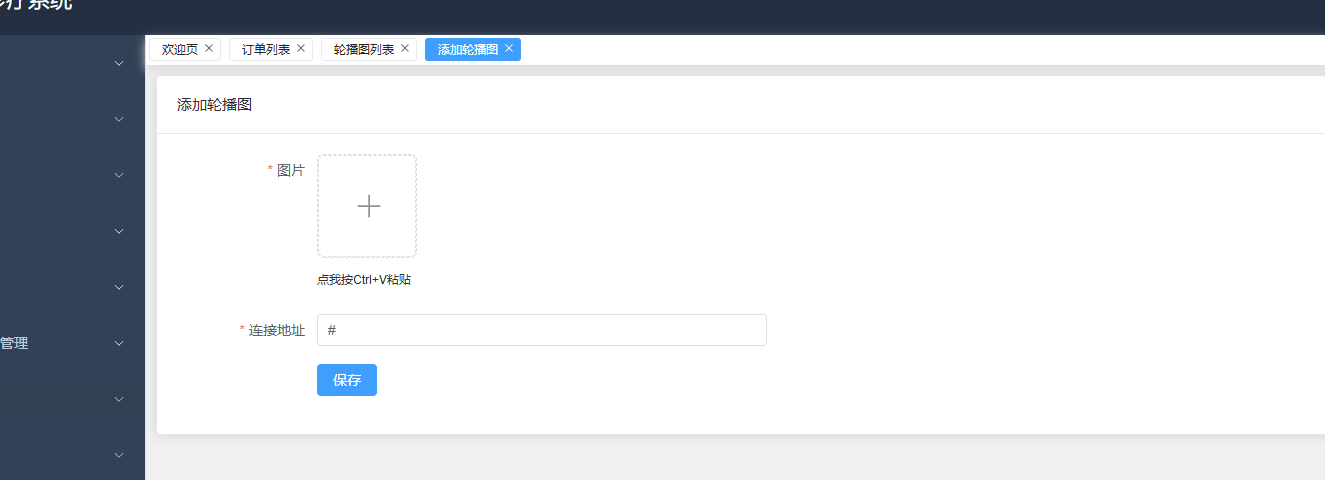 疗系统
欢迎页
订单列表
轮播图列表
添加轮播图
添加轮播图
* 图片
点我按Ctrl+V粘贴
* 连接地址
#
保存
管理